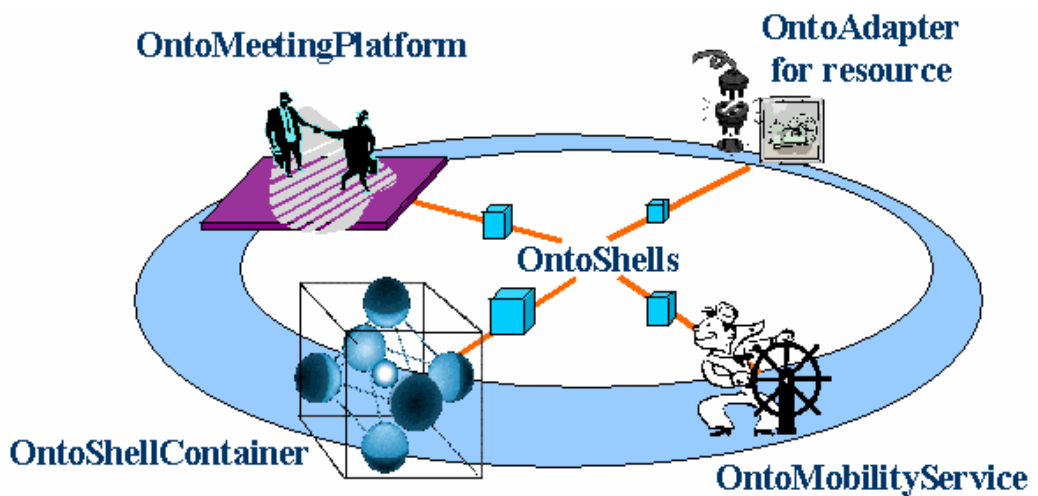 OntoMeetingPlatform
OntoAdapter
for resource
OntoShells
OntoShellContainer
OntoMobilityService